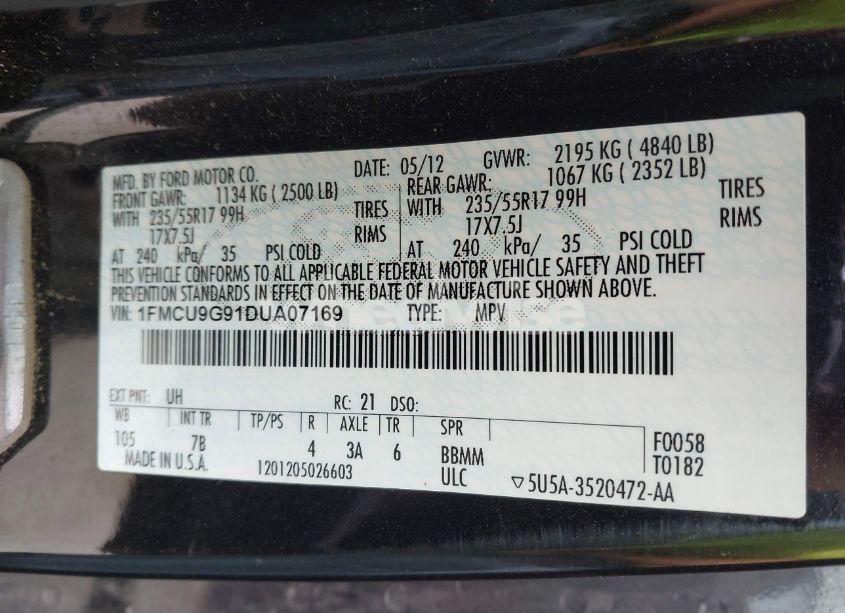 MFD. BY FORD MOTOR CO. DATE: 05/12 GVWR: 2195 KG ( 4840 LB)
FRONT GAWR: 1134 KG ( 2500 LB) REAR GAWR: 1067 KG ( 2352 LB)
WITH 235/55R17 99H TIRES WITH 235/55R17 99H TIRES
17X7.5J RIMS 17X7.5J RIMS
AT 240 kPa/ 35 PSI COLD AT 240 kPa/ 35 PSI COLD
THIS VEHICLE CONFORMS TO ALL APPLICABLE FEDERAL MOTOR VEHICLE SAFETY AND THEFT
PREVENTION STANDARDS IN EFFECT ON THE DATE OF MANUFACTURE SHOWN ABOVE.
VIN: 1FMCU9G91DUA07169 TYPE: MPV
EXT PNT: UH RC: 21 DSO:
WB INT TR TP/PS R AXLE TR SPR
105 7B 4 3A 6 BBMM F0058
MADE IN U.S.A. 1201205026603 ULC T0182
▽5U5A-3520472-AA